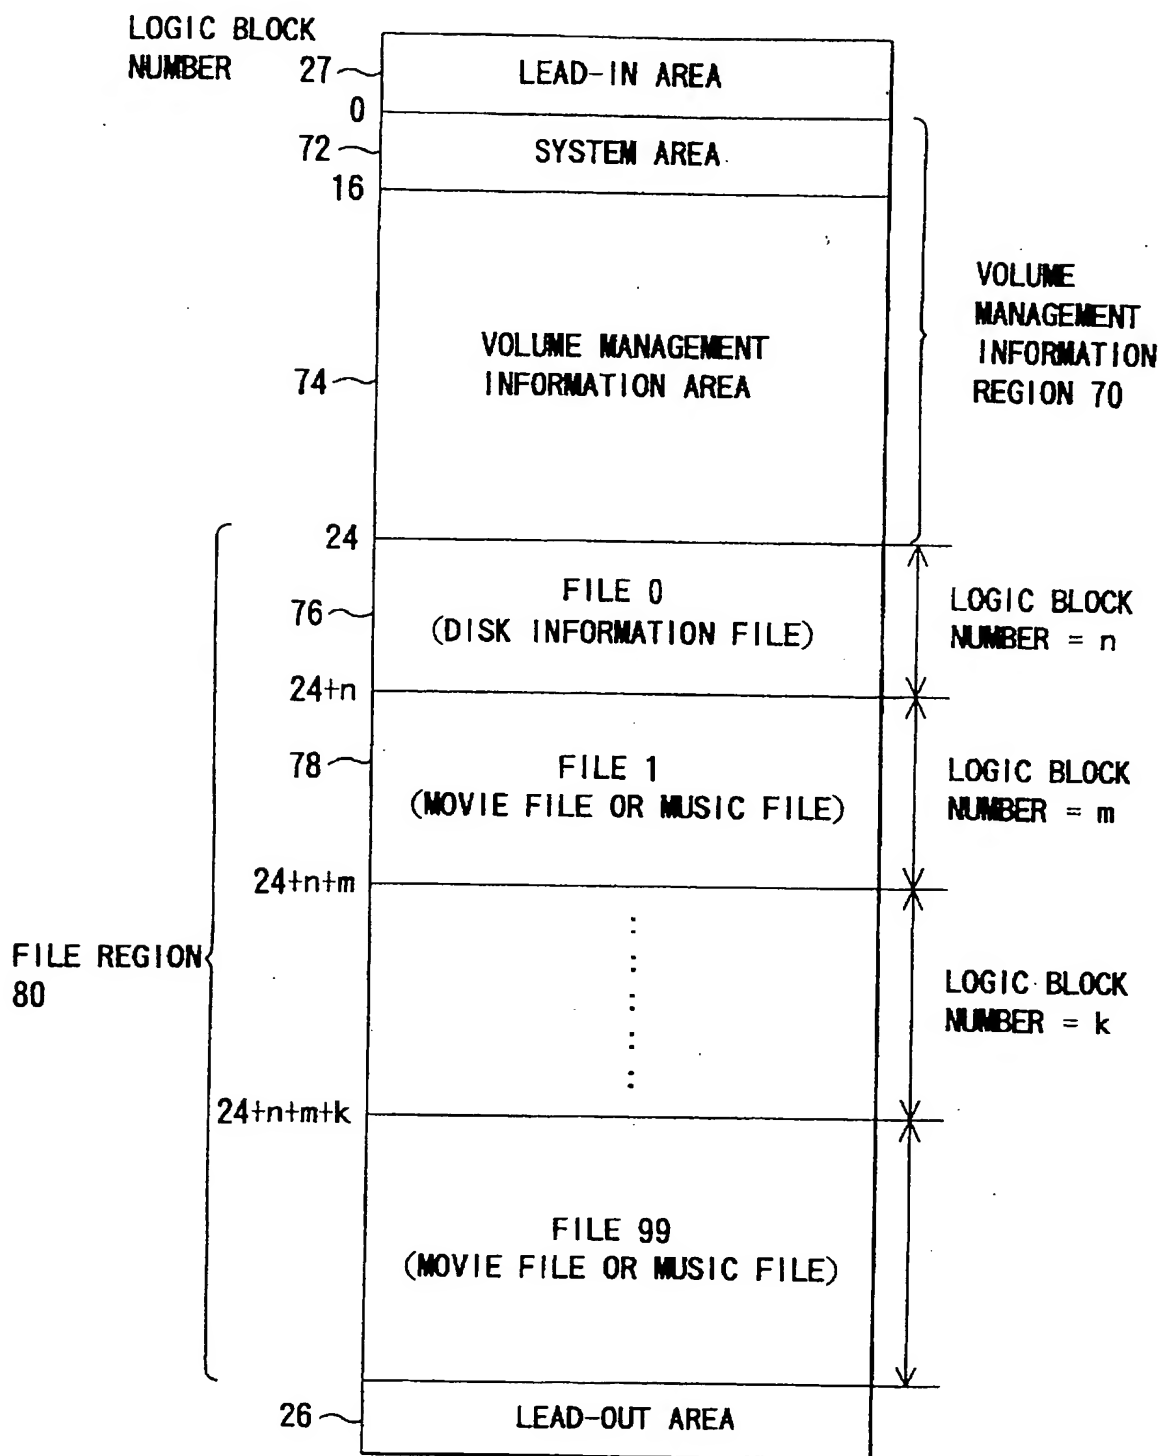 LOGIC BLOCK
NUMBER
27
LEAD-IN AREA
0
72
SYSTEM AREA
16
VOLUME MANAGEMENT
INFORMATION AREA
74
VOLUME
MANAGEMENT
INFORMATION
REGION 70
24
76
FILE 0
(DISK INFORMATION FILE)
LOGIC BLOCK
NUMBER = n
24+n
78
FILE 1
(MOVIE FILE OR MUSIC FILE)
LOGIC BLOCK
NUMBER = m
24+n+m
FILE REGION
80
LOGIC BLOCK
NUMBER = k
24+n+m+k
FILE 99
(MOVIE FILE OR MUSIC FILE)
26
LEAD-OUT AREA